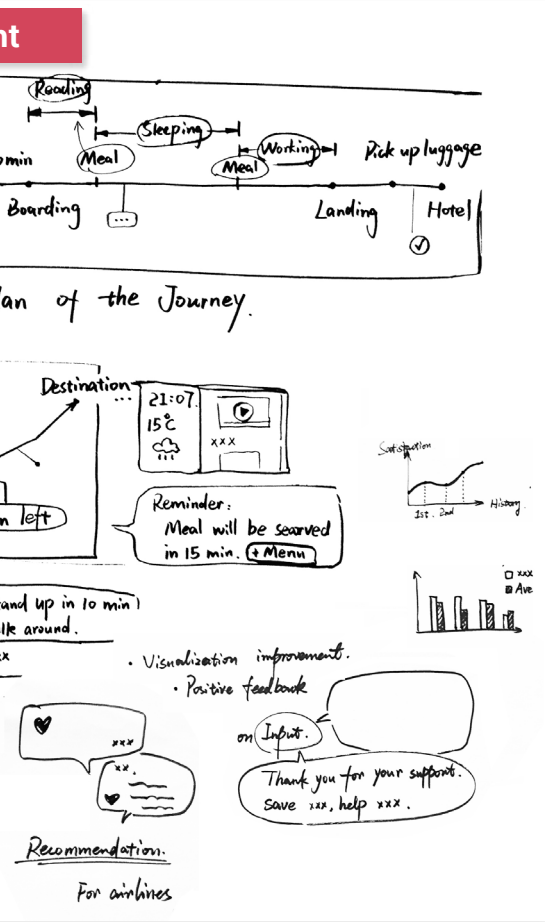 nt
Reading
Sleeping
min
Meal
Meal
Working
Pick up luggage
Boarding
Landing
Hotel
lan of the Journey.
Destination
21:07
15°C
xxx
Satisfaction
History
1st. 2nd
n left
Reminder:
Meal will be searved
in 15 min. + Menu
xxx
Ave
and up in 10 min)
lk around.
x
· Visualization improvement.
· Positive feedback
on Input.
xxx
xx.
Thank you for your support.
Save xxx, help xxx.
Recommendation.
For airlines